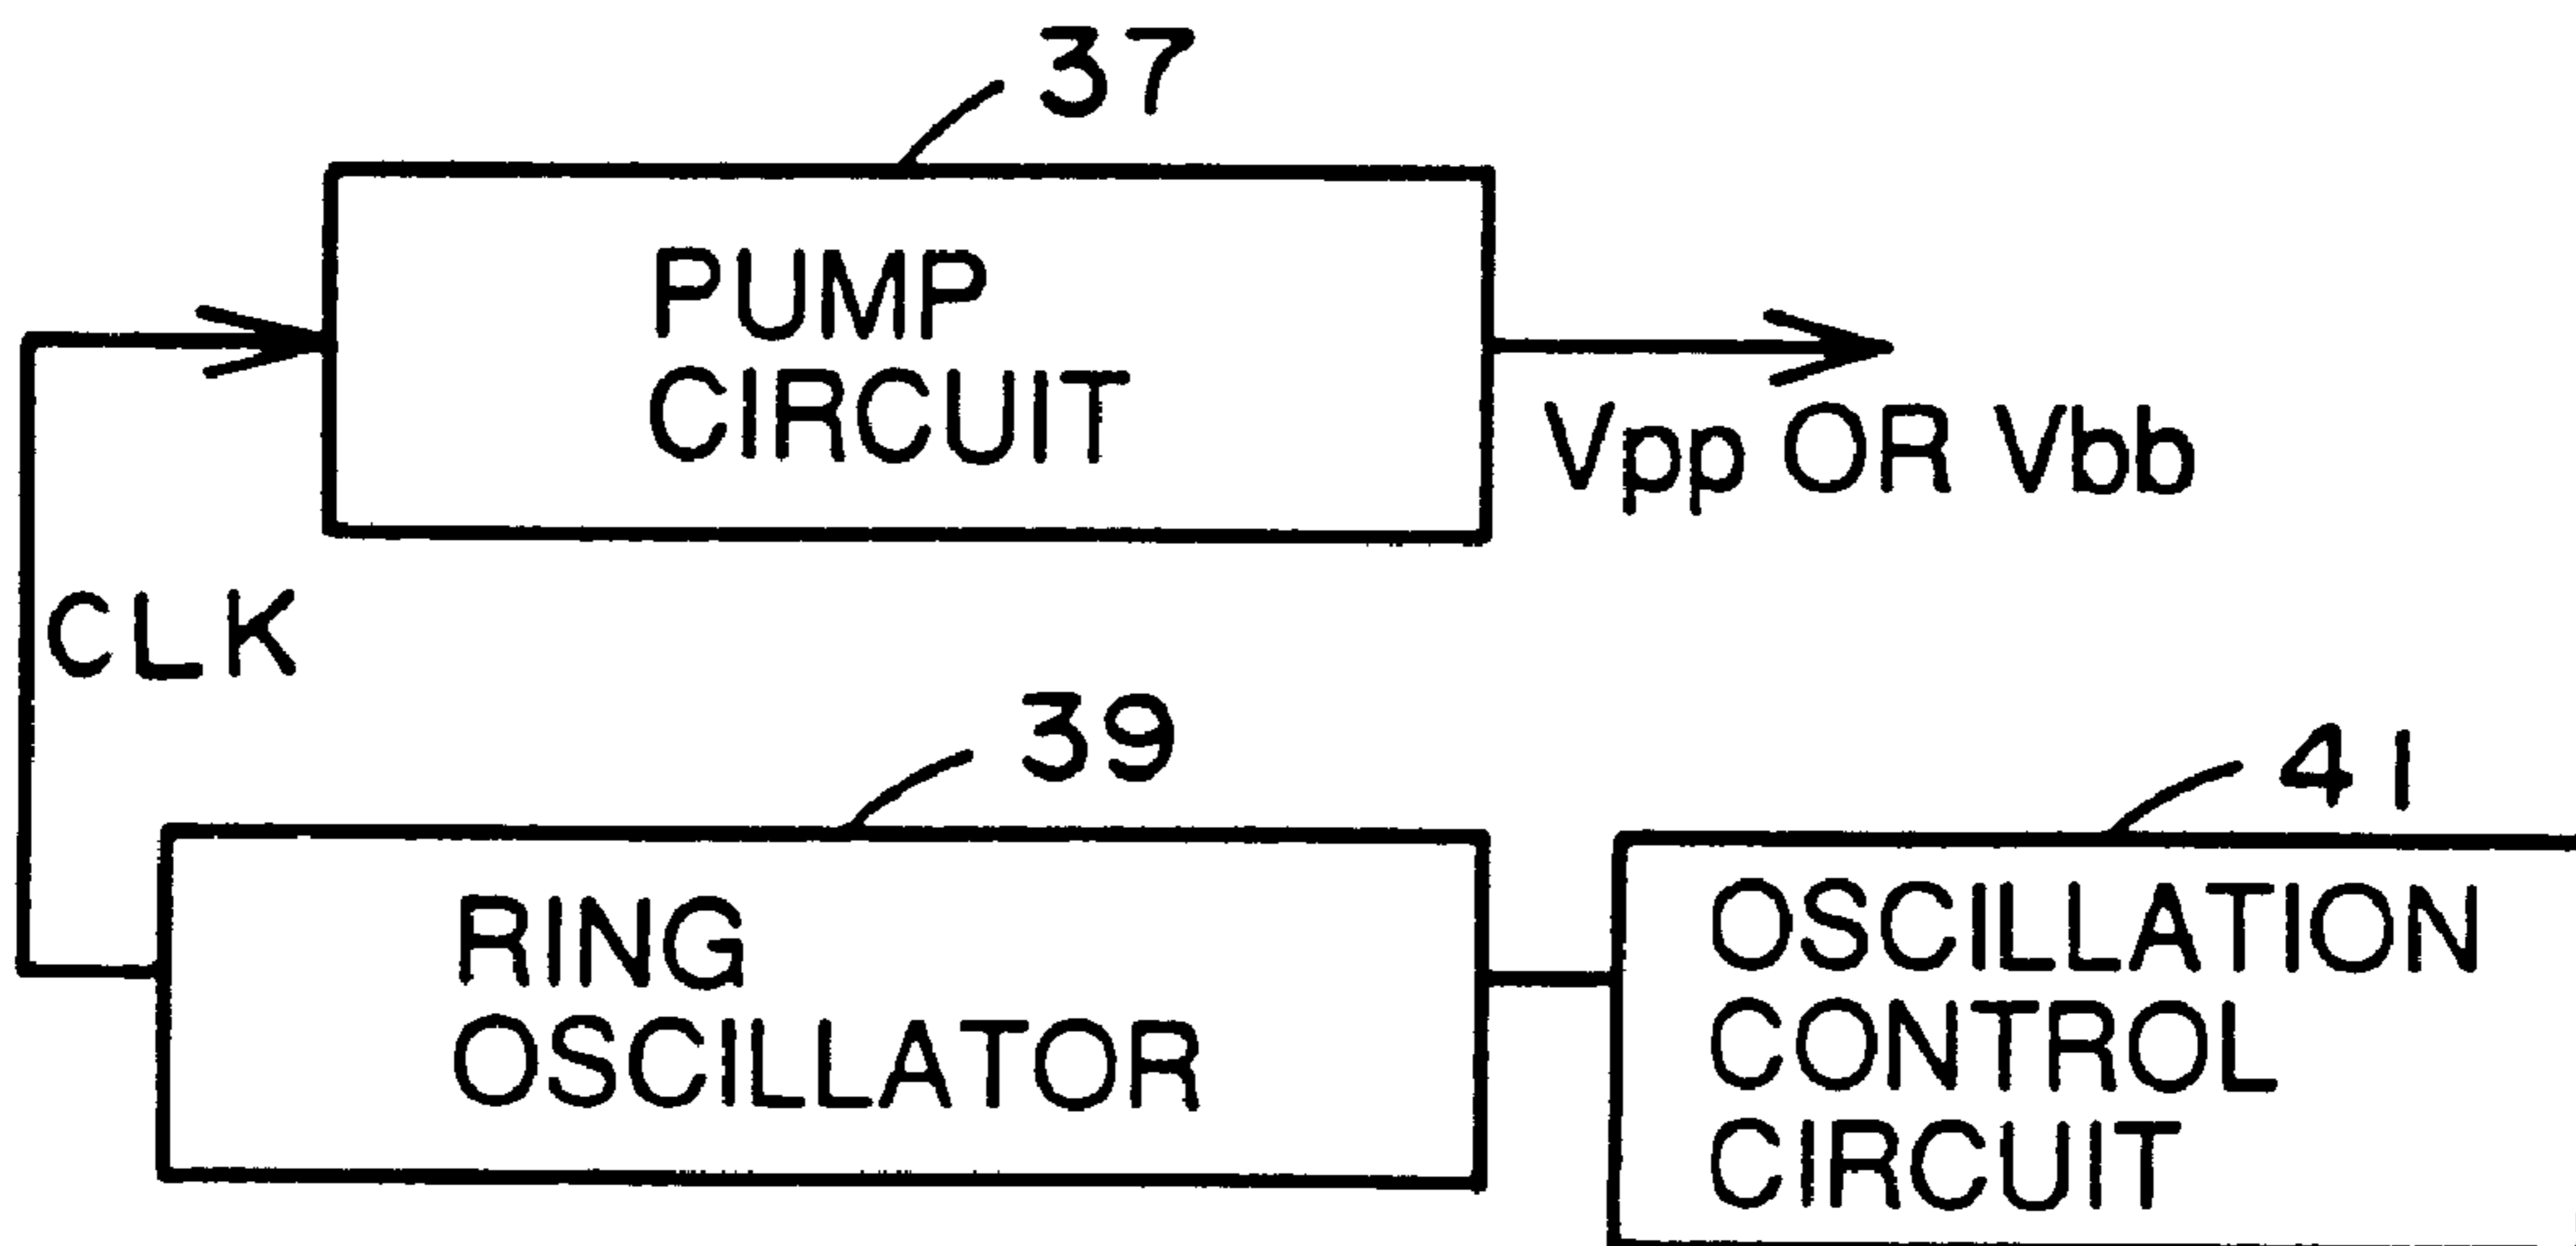 37
PUMP
CIRCUIT
Vpp OR Vbb
CLK
39
41
RING
OSCILLATOR
OSCILLATION
CONTROL
CIRCUIT